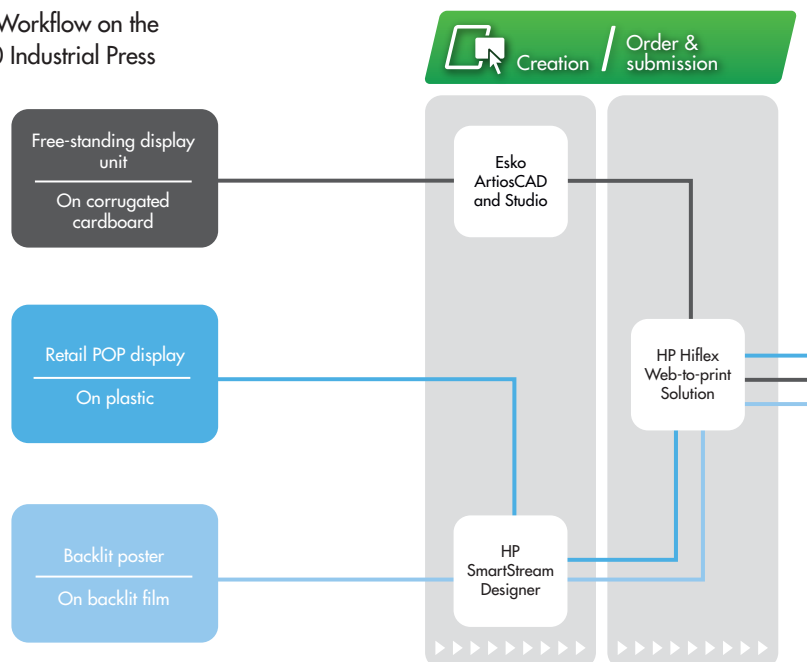 Workflow on the
0 Industrial Press
Creation
Order &
submission
Free-standing display
unit
On corrugated
cardboard
Esko
ArtiosCAD
and Studio
Retail POP display
On plastic
HP Hiflex
Web-to-print
Solution
Backlit poster
On backlit film
HP
SmartStream
Designer